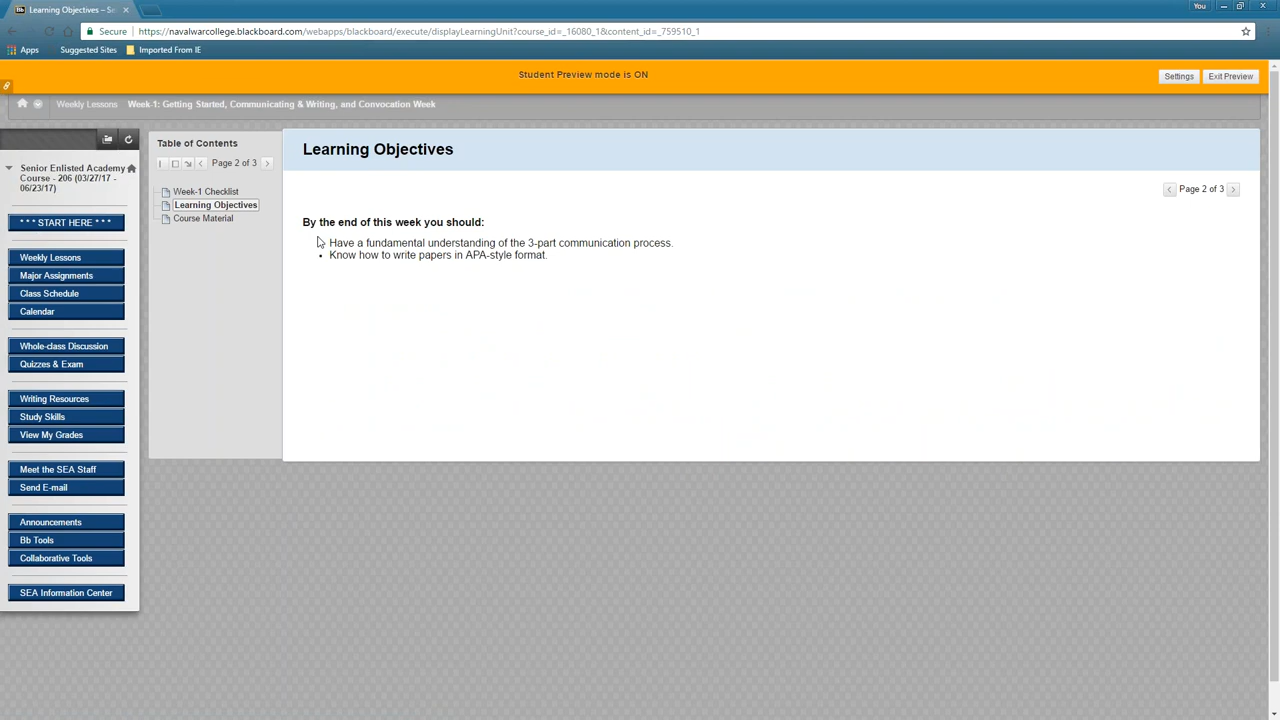 Learning Objectives – Se
You
Secure
https://navalwarcollege.blackboard.com/webapps/blackboard/execute/displayLearningUnit?course_id=_16080_1&content_id=_759510_1
Apps
Suggested Sites
Imported From IE
Student Preview mode is ON
Settings
Exit Preview
Weekly Lessons
Week-1: Getting Started, Communicating & Writing, and Convocation Week
Senior Enlisted Academy
Course - 206 (03/27/17 -
06/23/17)
* * * START HERE * * *
Weekly Lessons
Major Assignments
Class Schedule
Calendar
Whole-class Discussion
Quizzes & Exam
Writing Resources
Study Skills
View My Grades
Meet the SEA Staff
Send E-mail
Announcements
Bb Tools
Collaborative Tools
SEA Information Center
Table of Contents
Page 2 of 3
Week-1 Checklist
Learning Objectives
Course Material
Learning Objectives
Page 2 of 3
By the end of this week you should:
Have a fundamental understanding of the 3-part communication process.
• Know how to write papers in APA-style format.